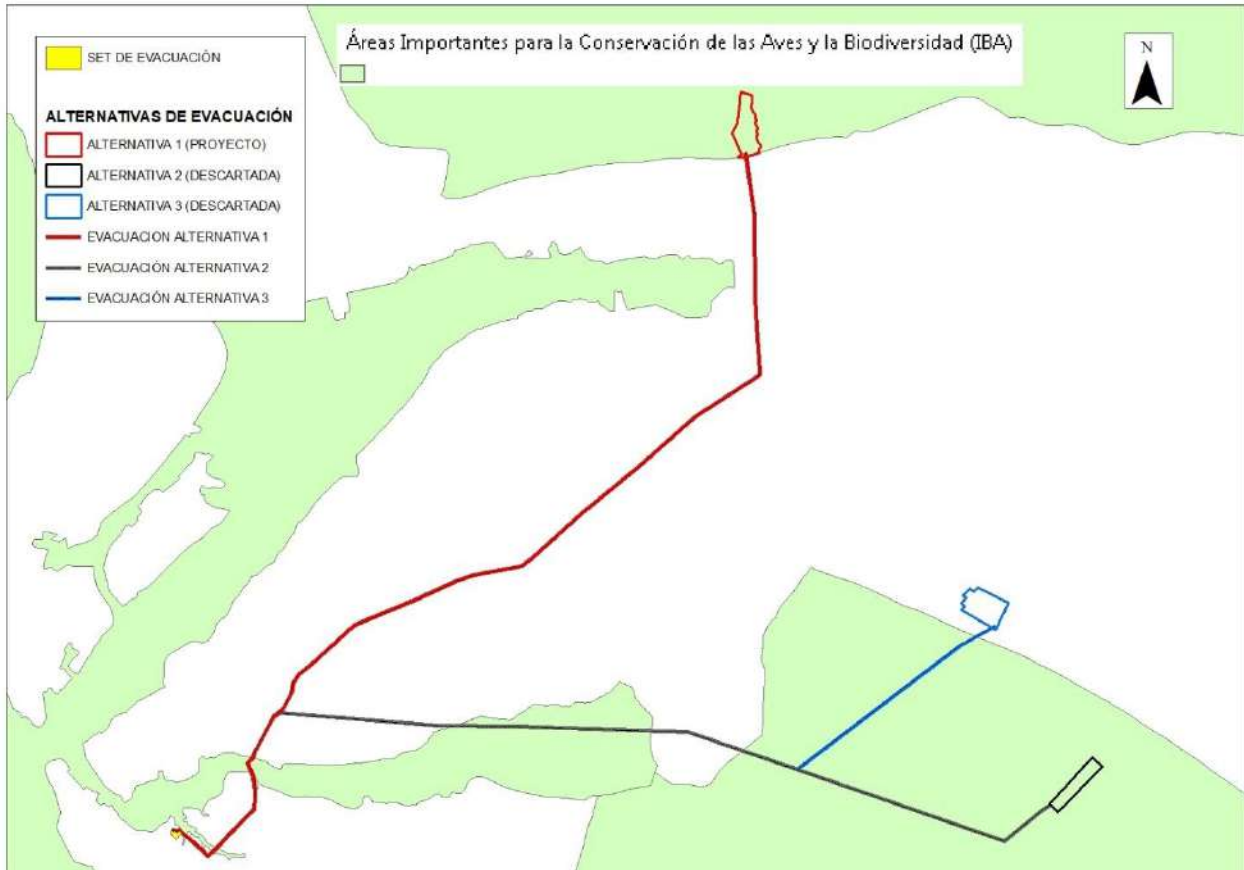 Áreas Importantes para la Conservación de las Aves y la Biodiversidad (IBA)
N
SET DE EVACUACIÓN
ALTERNATIVAS DE EVACUACIÓN
ALTERNATIVA 1 (PROYECTO)
ALTERNATIVA 2 (DESCARTADA)
ALTERNATIVA 3 (DESCARTADA)
EVACUACION ALTERNATIVA 1
EVACUACIÓN ALTERNATIVA 2
EVACUACIÓN ALTERNATIVA 3